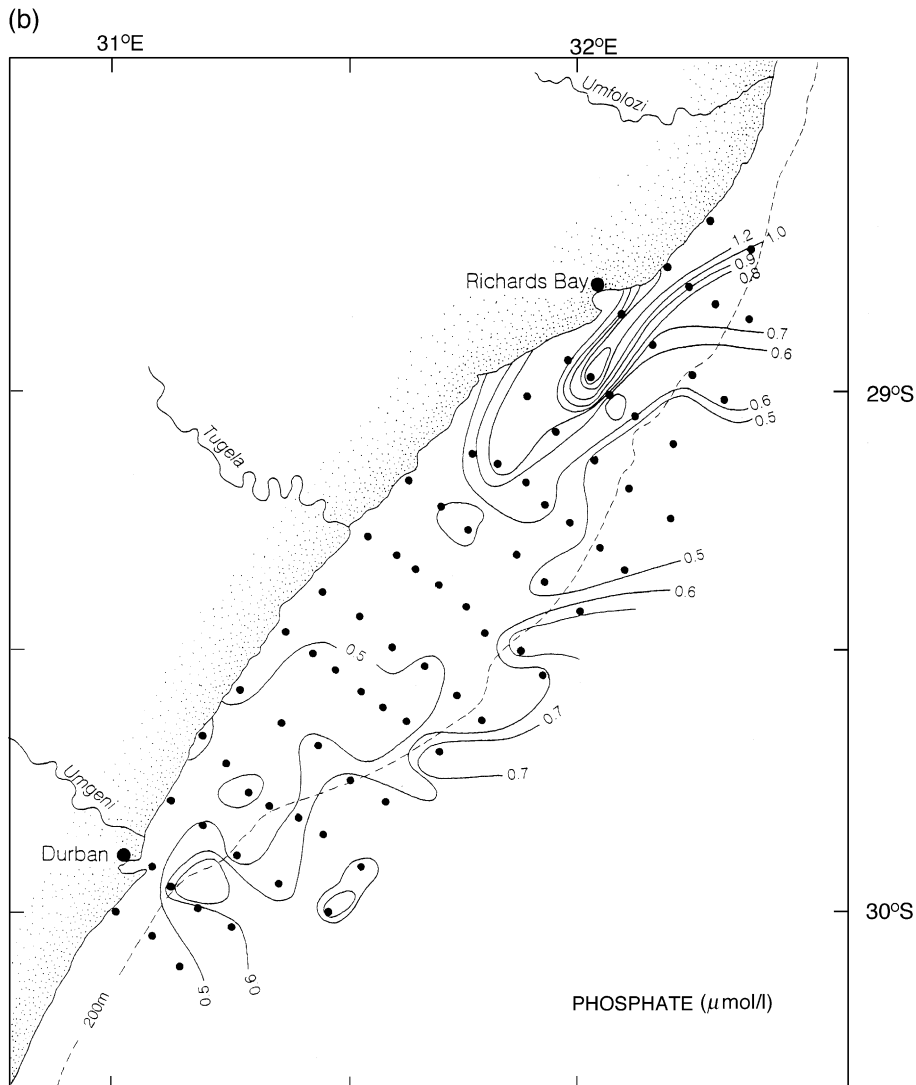 (b)
31°E
32°E
Umfolozi
1.2
1.0
0.9
0.8
Richards Bay
0.7
0.6
29°S
0.6
0.5
Tugela
0.5
0.6
0.5
0.7
0.7
Umgeni
Durban
30°S
0.5
0.6
200m
PHOSPHATE (μmol/l)